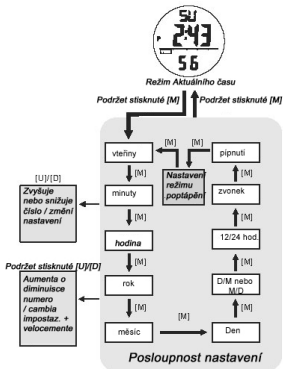 SU
P 2:43
56
Režim Aktuálního času
Podržet stisknuté [M]
Podržet stisknuté [M]
vteřiny
[M]
Nastavení
režimu
poptápění
[M]
pípnutí
[M]
[M]
[U]/[D]
Zvyšuje
nebo snižuje
číslo / změní
nastavení
minuty
zvonek
[M]
[M]
hodina
12/24 hod.
[M]
[M]
Podržet stisknuté [U]/[D]
Aumenta o
diminuisce
numero
/ cambia
impostaz. +
velocemente
rok
D/M nebo
M/D
[M]
[M]
měsíc
[M]
Den
Posloupnost nastavení